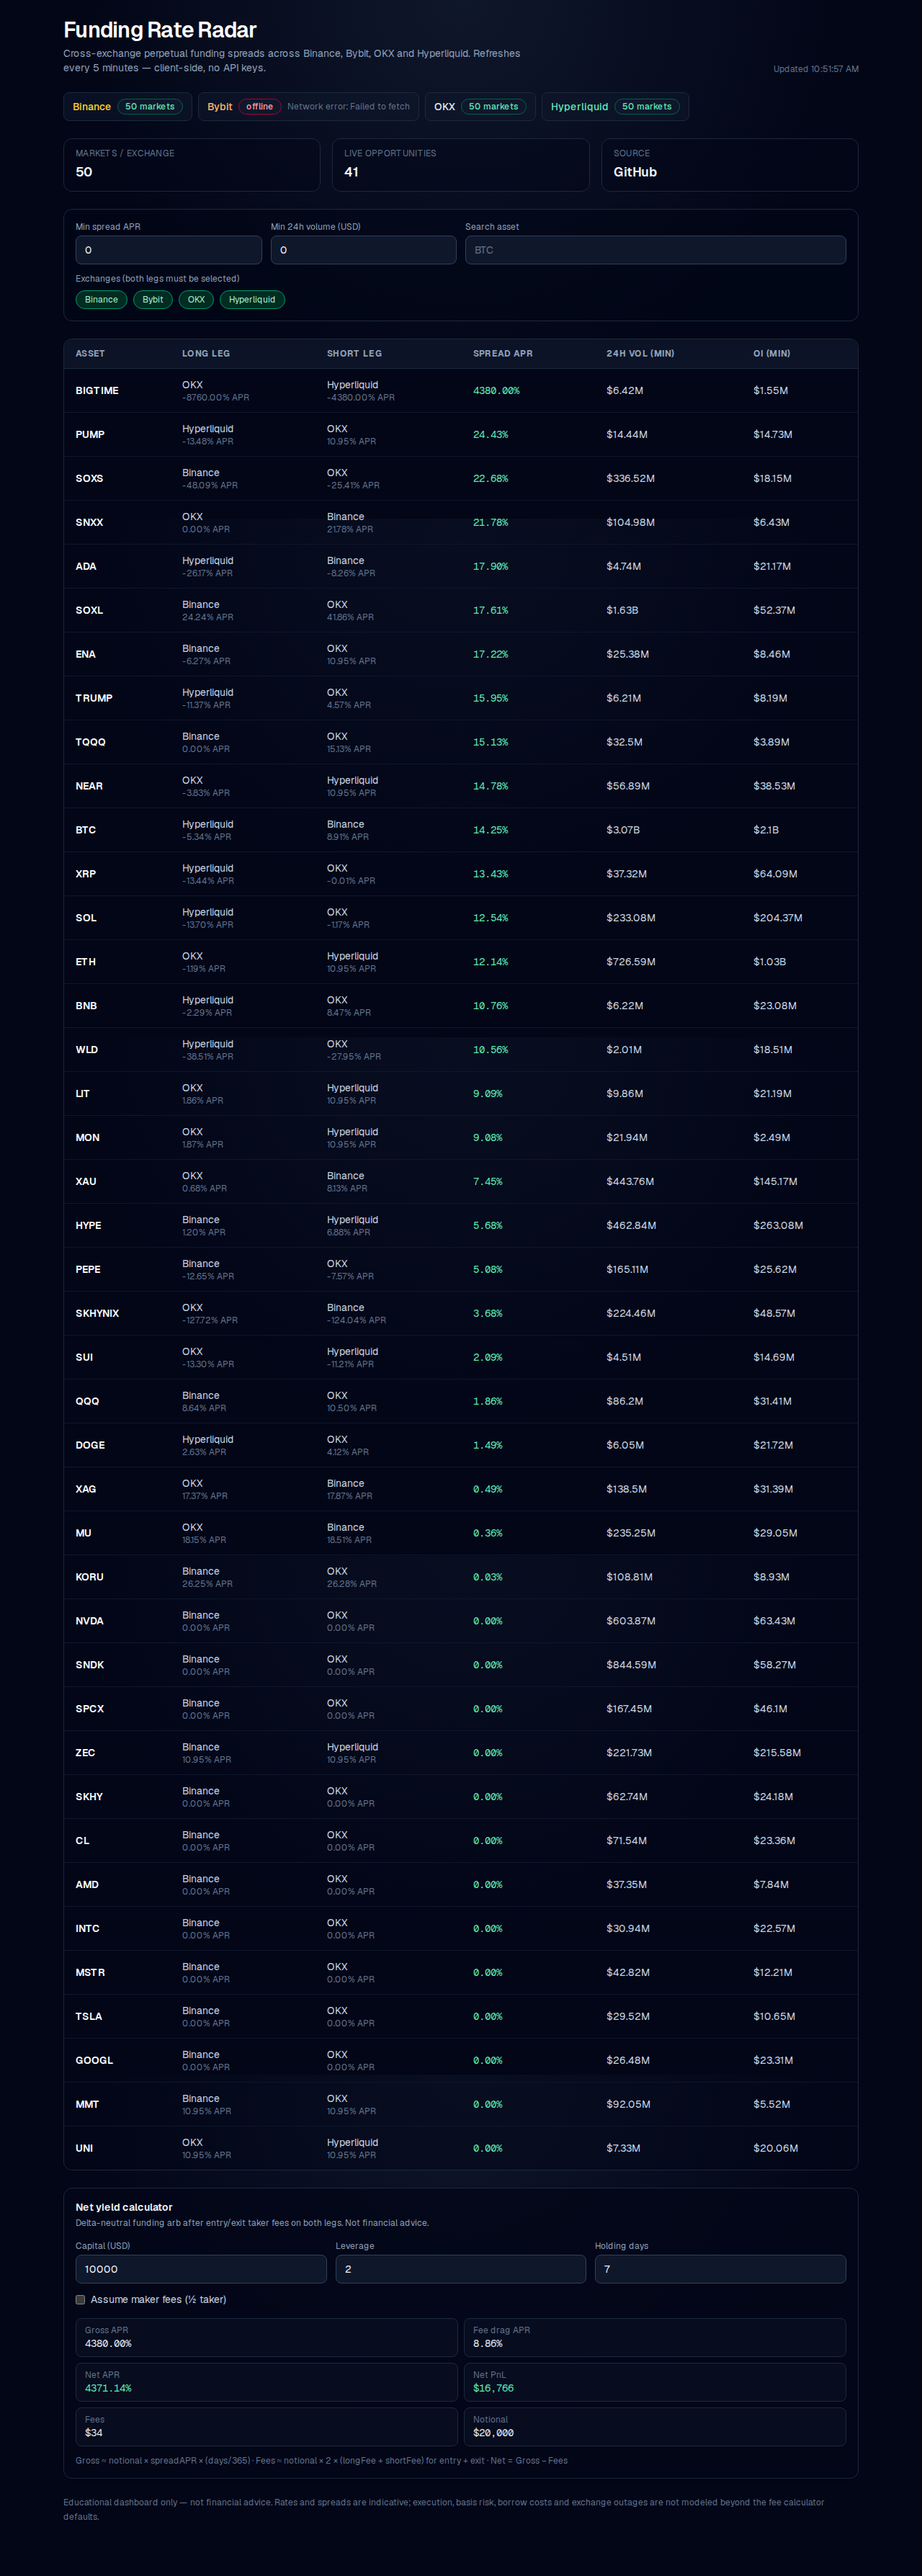 Funding Rate Radar
Cross-exchange perpetual funding spreads across Binance, Bybit, OKX and Hyperliquid. Refreshes
every 5 minutes — client-side, no API keys.
Updated 10:51:57 AM
Binance 50 markets
Bybit offline Network error: Failed to fetch
OKX 50 markets
Hyperliquid 50 markets
MARKETS / EXCHANGE
50
LIVE OPPORTUNITIES
41
SOURCE
GitHub
Min spread APR
0
Min 24h volume (USD)
0
Search asset
BTC
Exchanges (both legs must be selected)
Binance Bybit OKX Hyperliquid
ASSET LONG LEG SHORT LEG SPREAD APR 24H VOL (MIN) OI (MIN)
BIGTIME OKX Hyperliquid 4380.00% $6.42M $1.55M
-8760.00% APR -4380.00% APR
PUMP Hyperliquid OKX 24.43% $14.44M $14.73M
-13.48% APR 10.95% APR
SOXS Binance OKX 22.68% $336.52M $18.15M
-48.09% APR -25.41% APR
SNXX OKX Binance 21.78% $104.98M $6.43M
0.00% APR 21.78% APR
ADA Hyperliquid Binance 17.90% $4.74M $21.17M
-26.17% APR -8.26% APR
SOXL Binance OKX 17.61% $1.63B $52.37M
24.24% APR 41.86% APR
ENA Binance OKX 17.22% $25.38M $8.46M
-6.27% APR 10.95% APR
TRUMP Hyperliquid OKX 15.95% $6.21M $8.19M
-11.37% APR 4.57% APR
TQQQ Binance OKX 15.13% $32.5M $3.89M
0.00% APR 15.13% APR
NEAR OKX Hyperliquid 14.78% $56.89M $38.53M
-3.83% APR 10.95% APR
BTC Hyperliquid Binance 14.25% $3.07B $2.1B
-5.34% APR 8.91% APR
XRP Hyperliquid OKX 13.43% $37.32M $64.09M
-13.44% APR -0.01% APR
SOL Hyperliquid OKX 12.54% $233.08M $204.37M
-13.70% APR -1.17% APR
ETH OKX Hyperliquid 12.14% $726.59M $1.03B
-1.19% APR 10.95% APR
BNB Hyperliquid OKX 10.76% $6.22M $23.08M
-2.29% APR 8.47% APR
WLD Hyperliquid OKX 10.56% $2.01M $18.51M
-38.51% APR -27.95% APR
LIT OKX Hyperliquid 9.09% $9.86M $21.19M
1.86% APR 10.95% APR
MON OKX Hyperliquid 9.08% $21.94M $2.49M
1.87% APR 10.95% APR
XAU OKX Binance 7.45% $443.76M $145.17M
0.68% APR 8.13% APR
HYPE Binance Hyperliquid 5.68% $462.84M $263.08M
1.20% APR 6.88% APR
PEPE Binance OKX 5.08% $165.11M $25.62M
-12.65% APR -7.57% APR
SKHYNIX OKX Binance 3.68% $224.46M $48.57M
-127.72% APR -124.04% APR
SUI OKX Hyperliquid 2.09% $4.51M $14.69M
-13.30% APR -11.21% APR
QQQ Binance OKX 1.86% $86.2M $31.41M
8.64% APR 10.50% APR
DOGE Hyperliquid OKX 1.49% $6.05M $21.72M
2.63% APR 4.12% APR
XAG OKX Binance 0.49% $138.5M $31.39M
17.37% APR 17.87% APR
MU OKX Binance 0.36% $235.25M $29.05M
18.15% APR 18.51% APR
KORU Binance OKX 0.03% $108.81M $8.93M
26.25% APR 26.28% APR
NVDA Binance OKX 0.00% $603.87M $63.43M
0.00% APR 0.00% APR
SNDK Binance OKX 0.00% $844.59M $58.27M
0.00% APR 0.00% APR
SPCX Binance OKX 0.00% $167.45M $46.1M
0.00% APR 0.00% APR
ZEC Binance Hyperliquid 0.00% $221.73M $215.58M
10.95% APR 10.95% APR
SKHY Binance OKX 0.00% $62.74M $24.18M
0.00% APR 0.00% APR
CL Binance OKX 0.00% $71.54M $23.36M
0.00% APR 0.00% APR
AMD Binance OKX 0.00% $37.35M $7.84M
0.00% APR 0.00% APR
INTC Binance OKX 0.00% $30.94M $22.57M
0.00% APR 0.00% APR
MSTR Binance OKX 0.00% $42.82M $12.21M
0.00% APR 0.00% APR
TSLA Binance OKX 0.00% $29.52M $10.65M
0.00% APR 0.00% APR
GOOGL Binance OKX 0.00% $26.48M $23.31M
0.00% APR 0.00% APR
MMT Binance OKX 0.00% $92.05M $5.52M
10.95% APR 10.95% APR
UNI OKX Hyperliquid 0.00% $7.33M $20.06M
10.95% APR 10.95% APR
Net yield calculator
Delta-neutral funding arb after entry/exit taker fees on both legs. Not financial advice.
Capital (USD)
10000
Leverage
2
Holding days
7
Assume maker fees (½ taker)
Gross APR
4380.00%
Fee drag APR
8.86%
Net APR
4371.14%
Net PnL
$16,766
Fees
$34
Notional
$20,000
Gross ≈ notional × spreadAPR × (days/365) · Fees ≈ notional × 2 × (longFee + shortFee) for entry + exit · Net = Gross − Fees
Educational dashboard only — not financial advice. Rates and spreads are indicative; execution, basis risk, borrow costs and exchange outages are not modeled beyond the fee calculator
defaults.